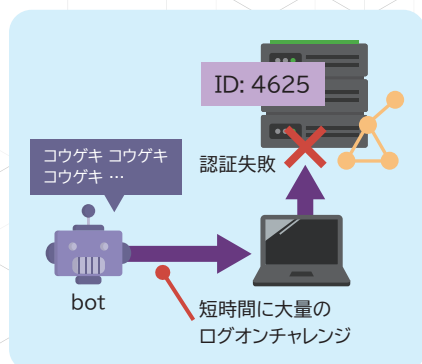 ID: 4625
認証失敗
コウゲキ コウゲキ
コウゲキ …
bot
短時間に大量の
ログオンチャレンジ